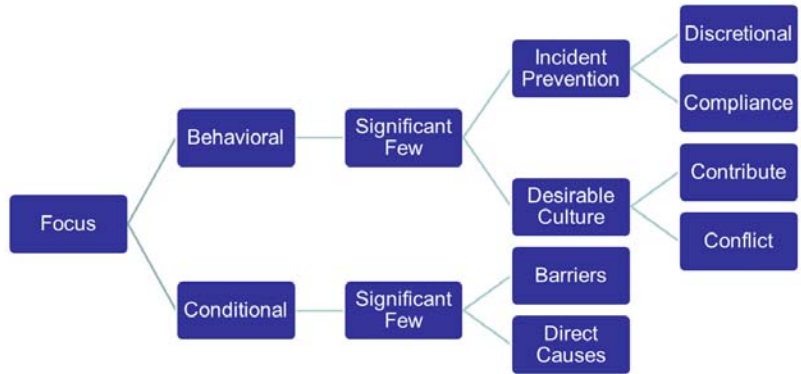 Focus
Behavioral
Significant
Few
Incident
Prevention
Discretional
Compliance
Desirable
Culture
Contribute
Conflict
Conditional
Significant
Few
Barriers
Direct
Causes